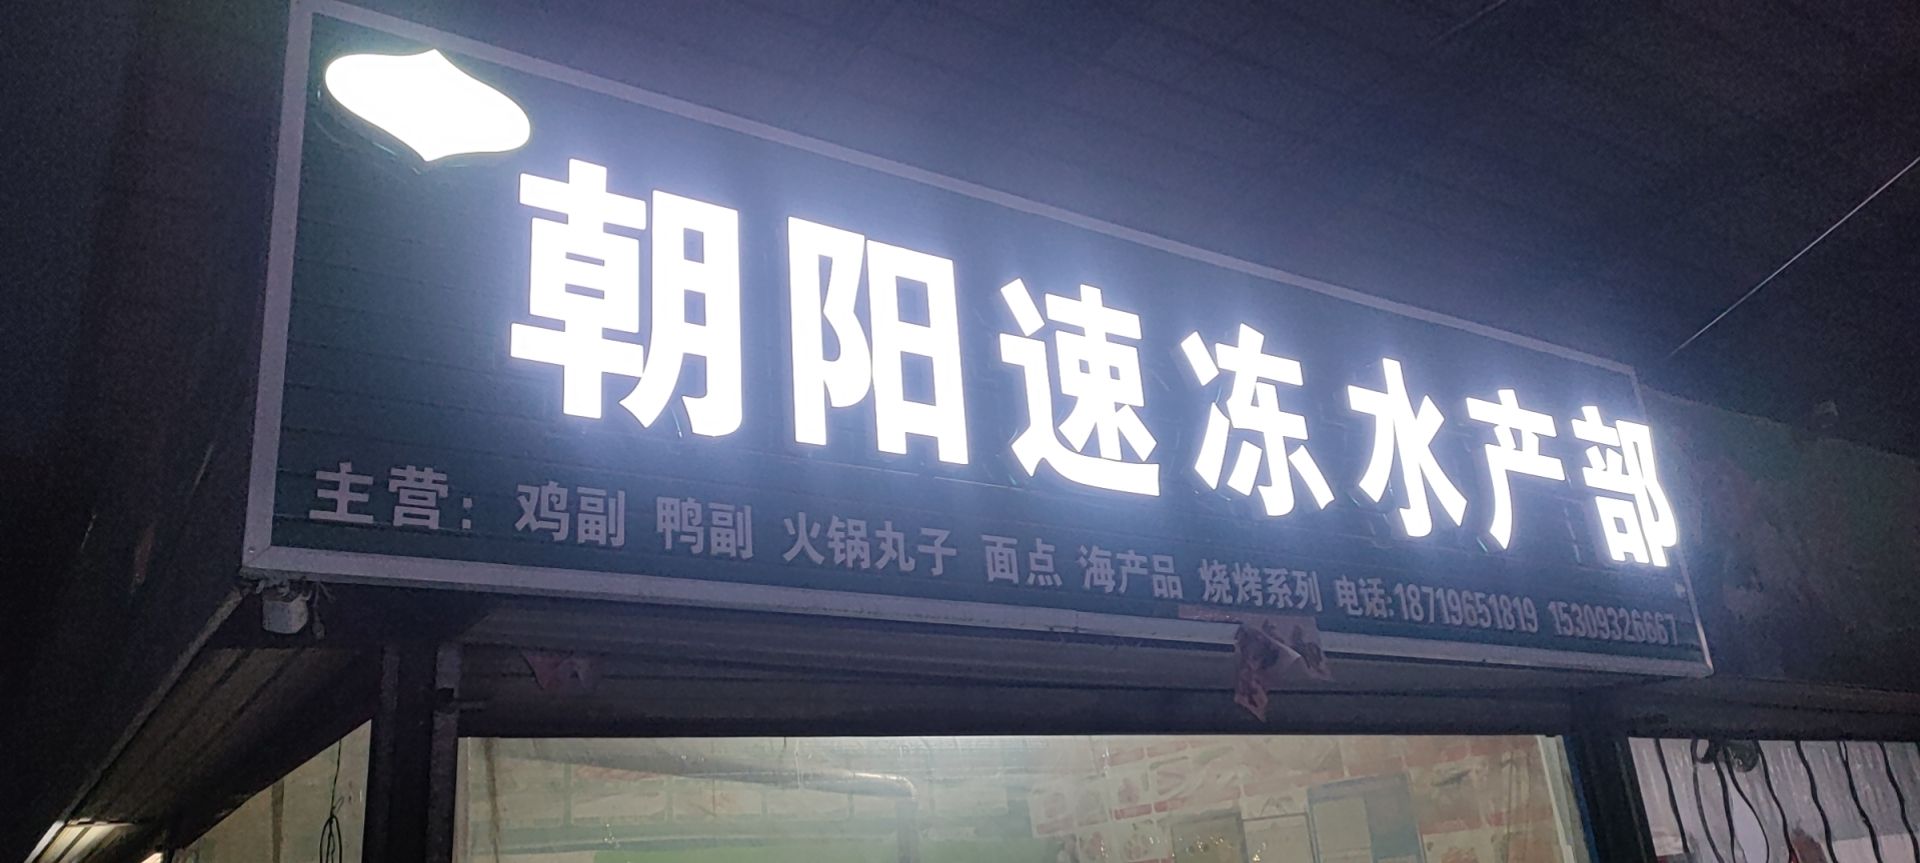 朝阳速冻水产部
主营：鸡副 鸭副 火锅丸子 面点 海产品 烧烤系列 电话:18719651819 15309326667